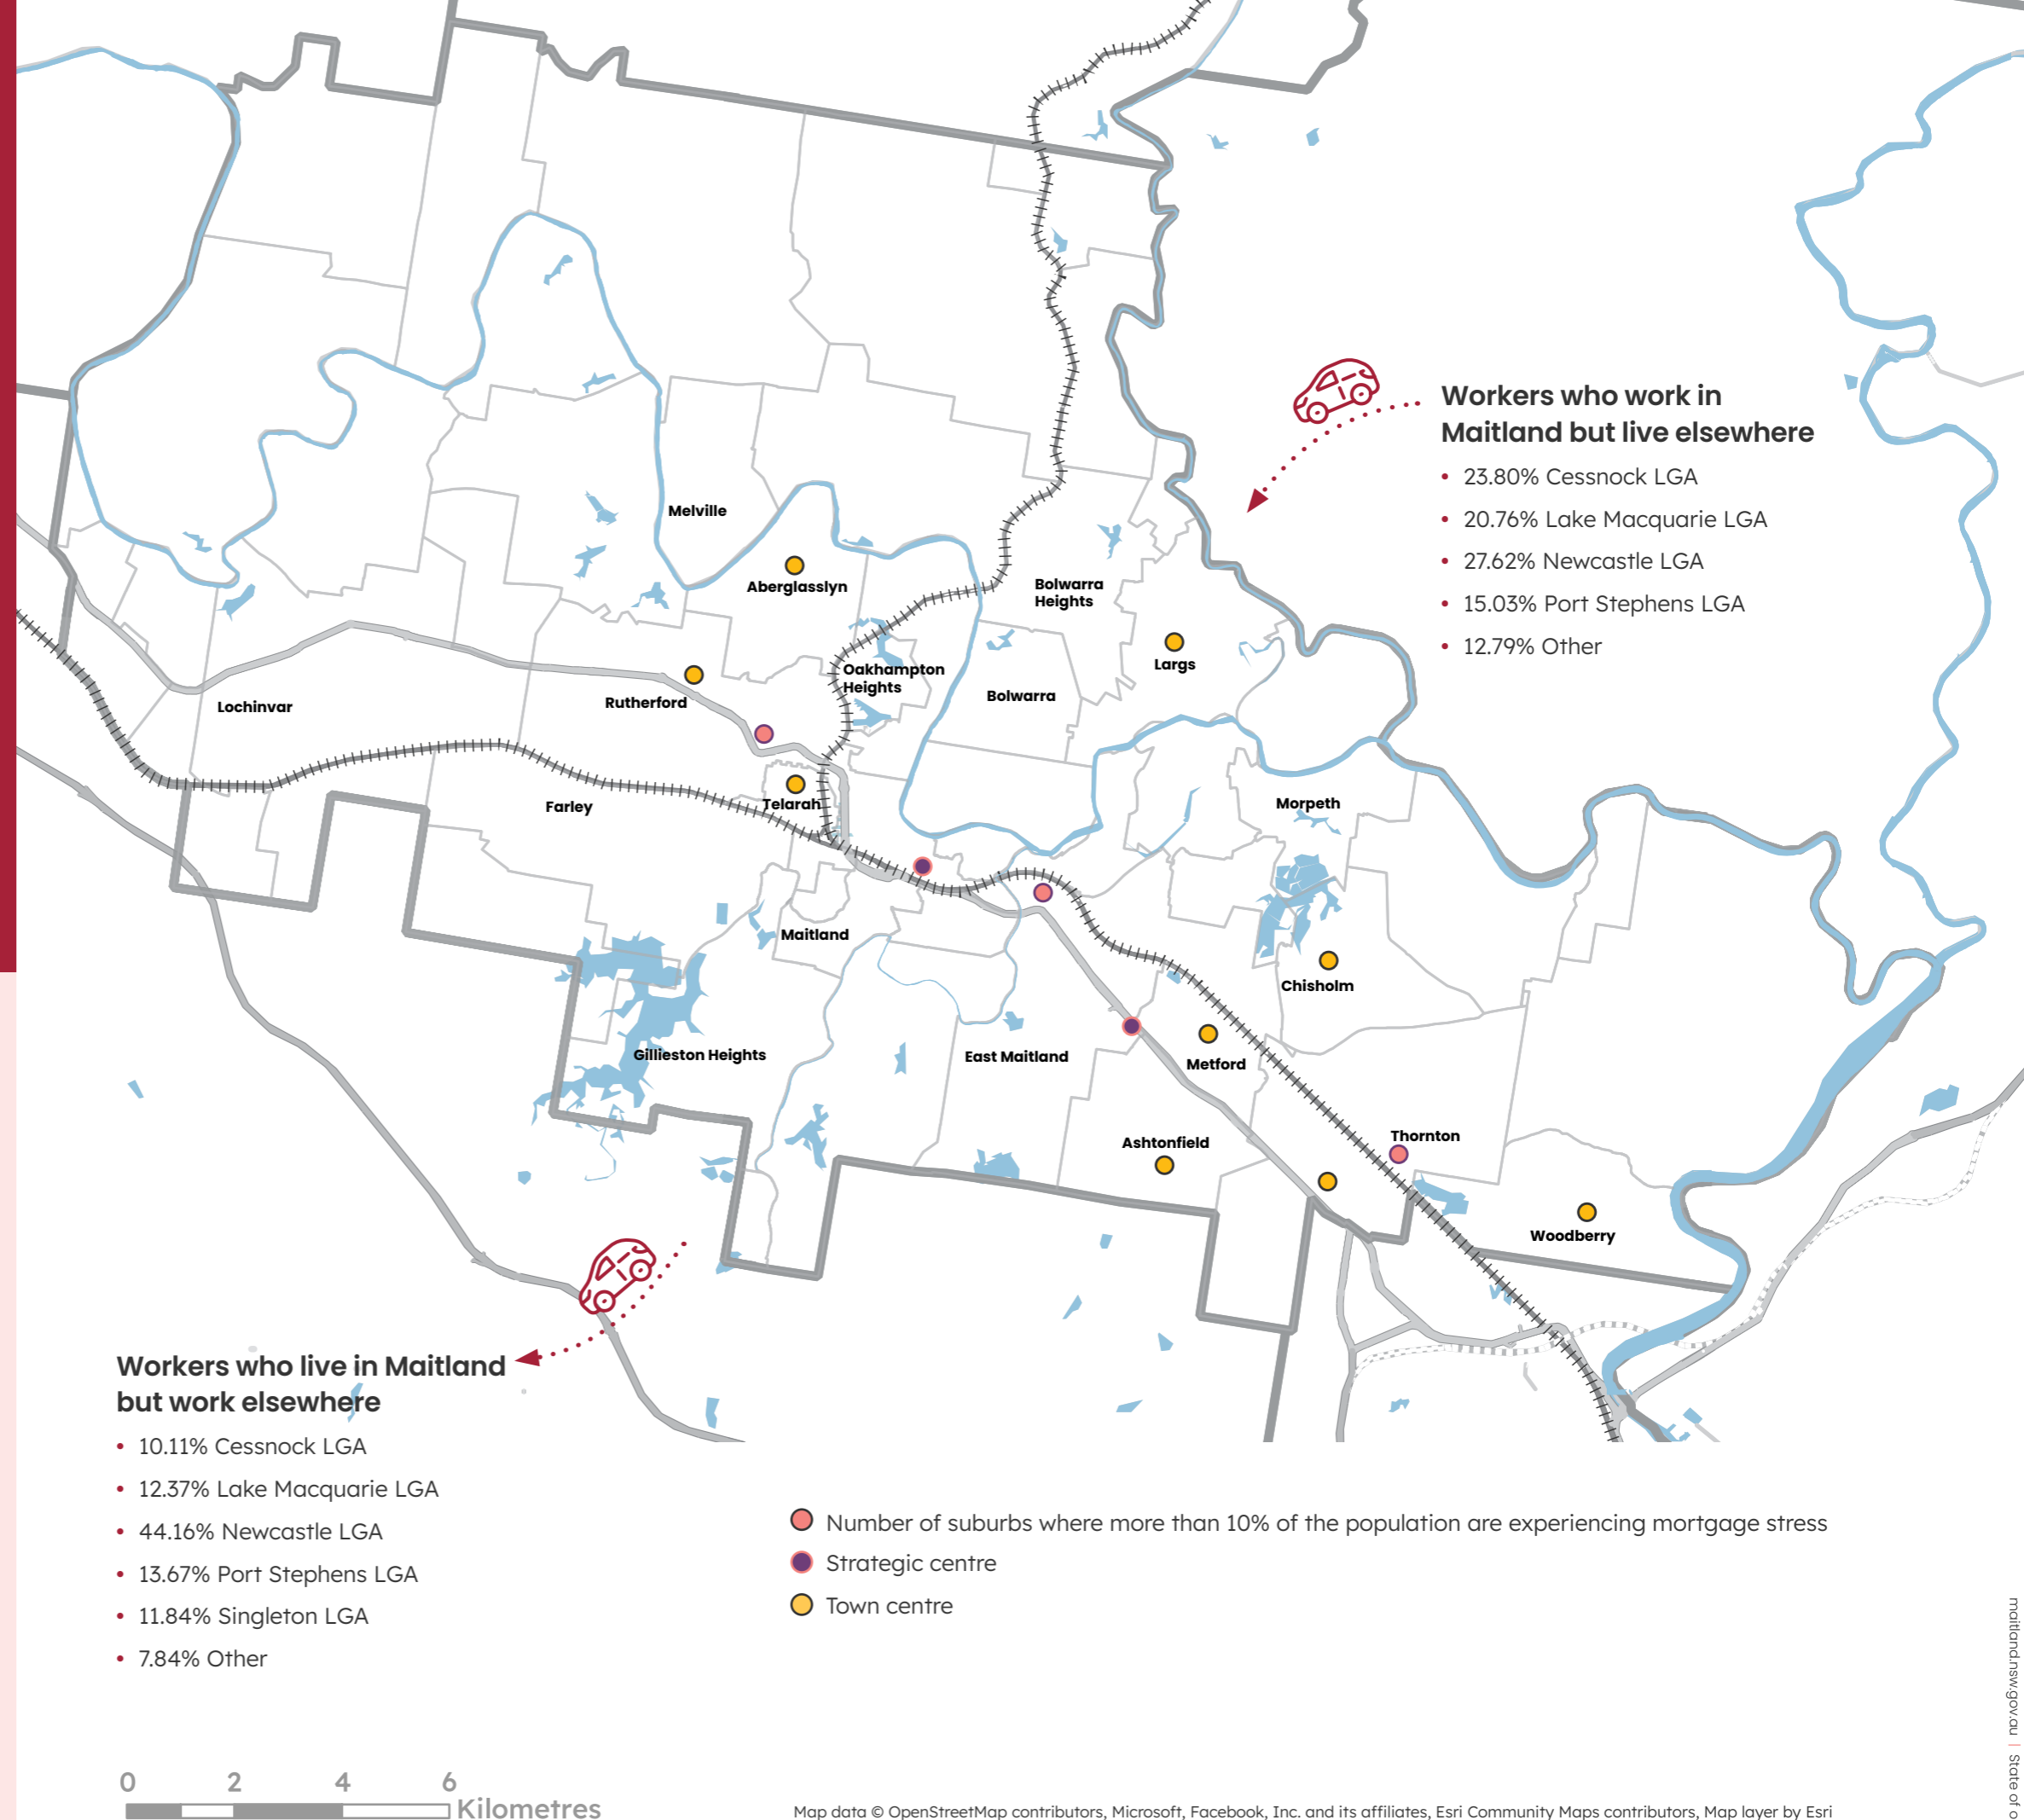 Workers who work in
Maitland but live elsewhere
• 23.80% Cessnock LGA
• 20.76% Lake Macquarie LGA
• 27.62% Newcastle LGA
• 15.03% Port Stephens LGA
• 12.79% Other
Melville
Aberglasslyn
Bolwarra
Heights
Largs
Oakhampton
Heights
Bolwarra
Rutherford
Lochinvar
Farley
Telarah
Morpeth
Maitland
Chisholm
Gillieston Heights
East Maitland
Metford
Ashtonfield
Thornton
Woodberry
Workers who live in Maitland
but work elsewhere
• 10.11% Cessnock LGA
• 12.37% Lake Macquarie LGA
• 44.16% Newcastle LGA
• 13.67% Port Stephens LGA
• 11.84% Singleton LGA
• 7.84% Other
Number of suburbs where more than 10% of the population are experiencing mortgage stress
Strategic centre
Town centre
0 2 4 6
Kilometres
Map data © OpenStreetMap contributors, Microsoft, Facebook, Inc. and its affiliates, Esri Community Maps contributors, Map layer by Esri
maitland.nsw.gov.au | State of o